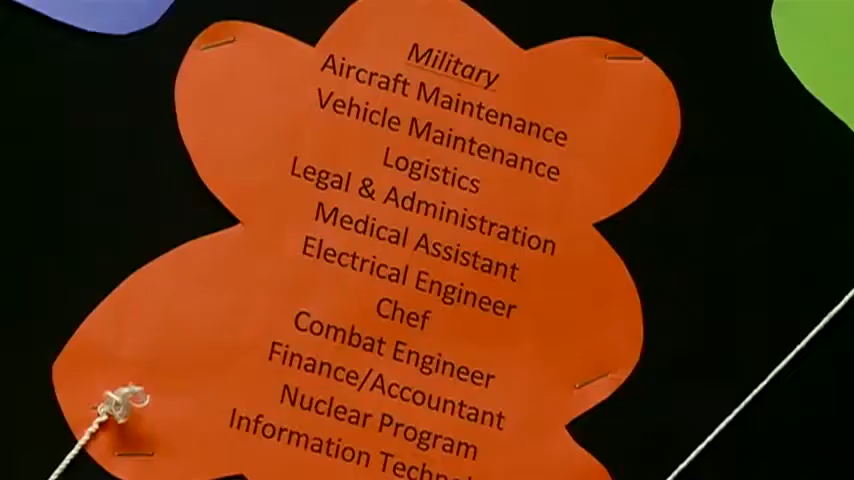 Military
Aircraft Maintenance
Vehicle Maintenance
Logistics
Legal & Administration
Medical Assistant
Electrical Engineer
Chef
Combat Engineer
Finance/Accountant
Nuclear Program
Information